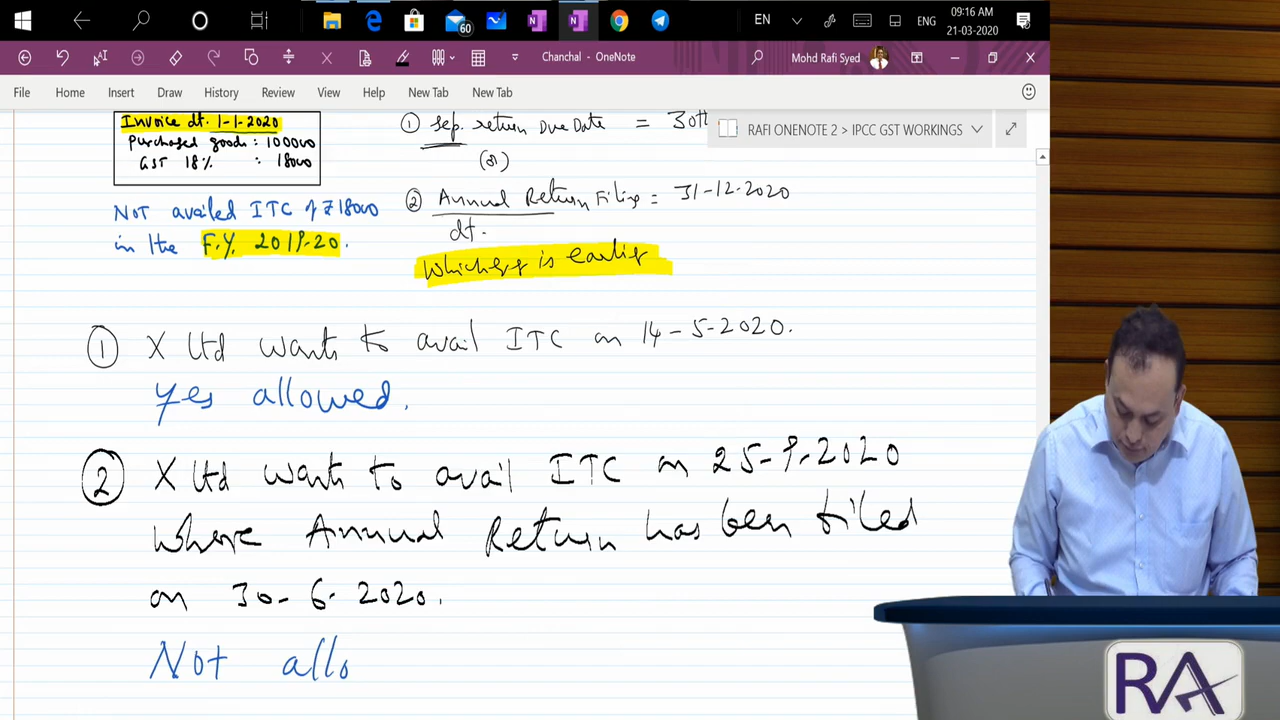 60
EN
ENG
09:16 AM
21-03-2020
Chanchal - OneNote
Mohd Rafi Syed
File Home Insert Draw History Review View Help New Tab New Tab
RAFI ONENOTE 2 > IPCC GST WORKINGS
Invoice dt. 1-1-2020
Purchased goods : 100000
GST 18% : 18000
Not availed ITC of ₹18000
in the F.Y. 2019-20.
① Sep. return Due Date = 30th
(or)
② Annual Return Filing = 31-12-2020
dt.
Whichever is earlier
① X Ltd wants to avail ITC on 14-5-2020.
Yes allowed.
② X Ltd wants to avail ITC on 25-9-2020
Where Annual Return has been filed
on 30-6-2020.
Not allo
RA